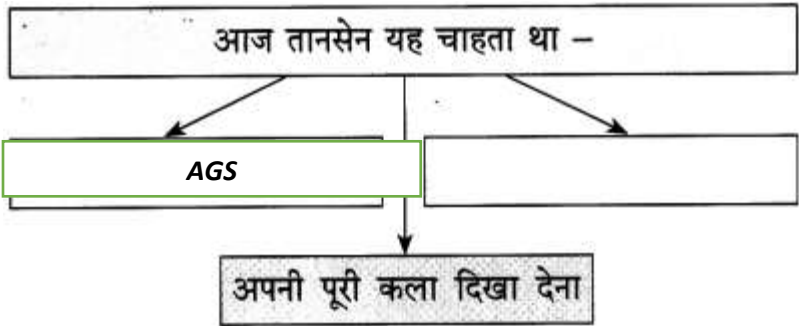 आज तानसेन यह चाहता था –
AGS
अपनी पूरी कला दिखा देना